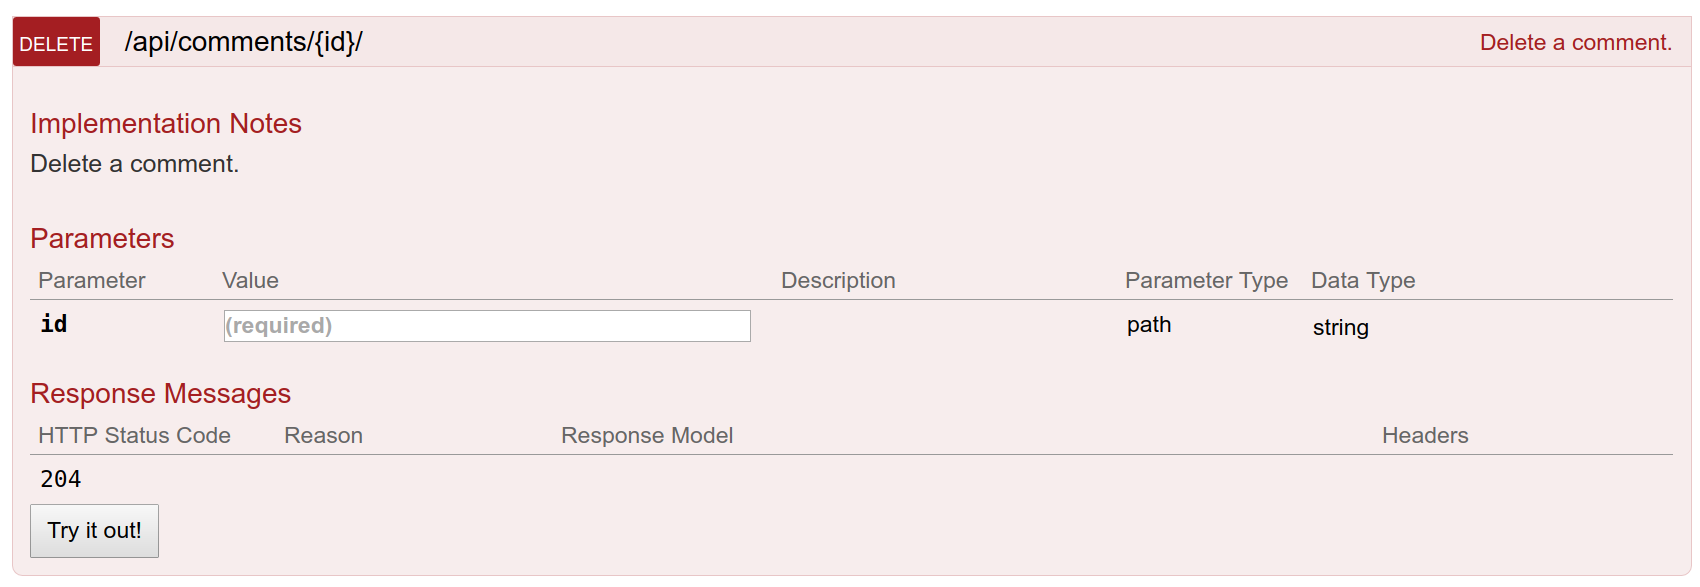 DELETE /api/comments/{id}/ Delete a comment.
Implementation Notes
Delete a comment.
Parameters
Parameter Value Description Parameter Type Data Type
id (required) path string
Response Messages
HTTP Status Code Reason Response Model Headers
204
Try it out!